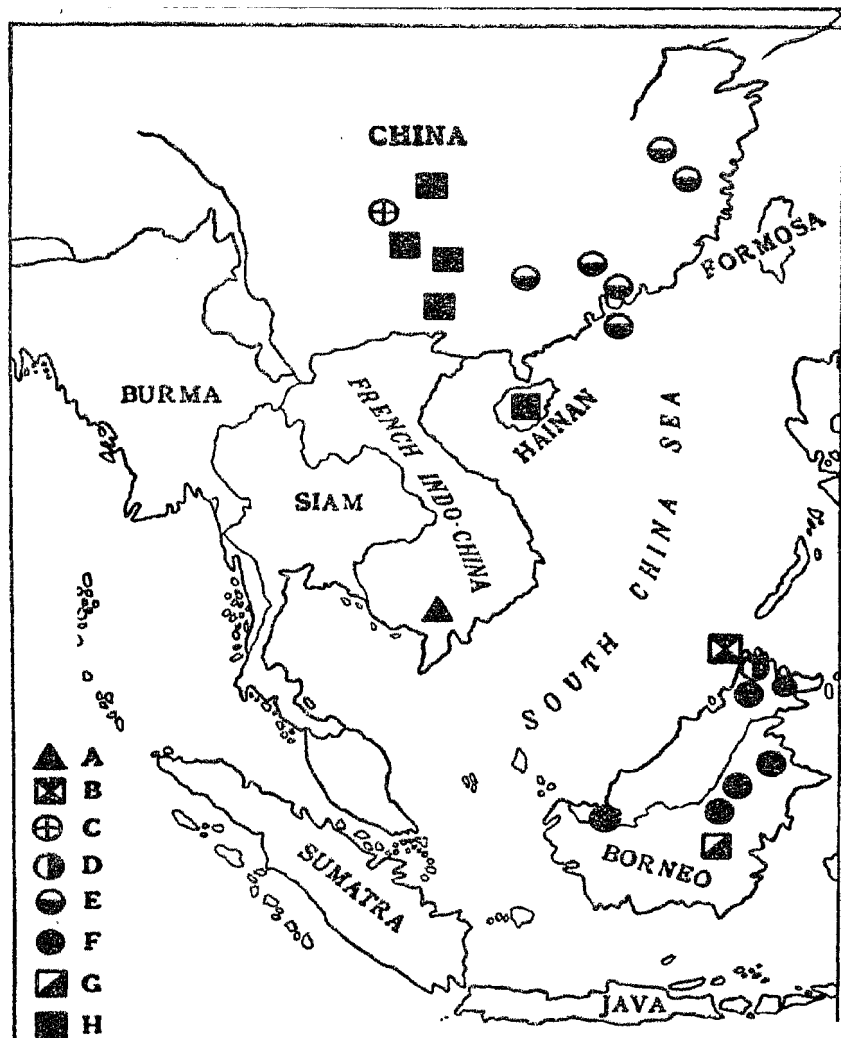 CHINA
FORMOSA
BURMA
FRENCH INDO-CHINA
HAINAN
SIAM
SOUTH CHINA SEA
A
B
C
D
E
F
G
H
SUMATRA
BORNEO
JAVA